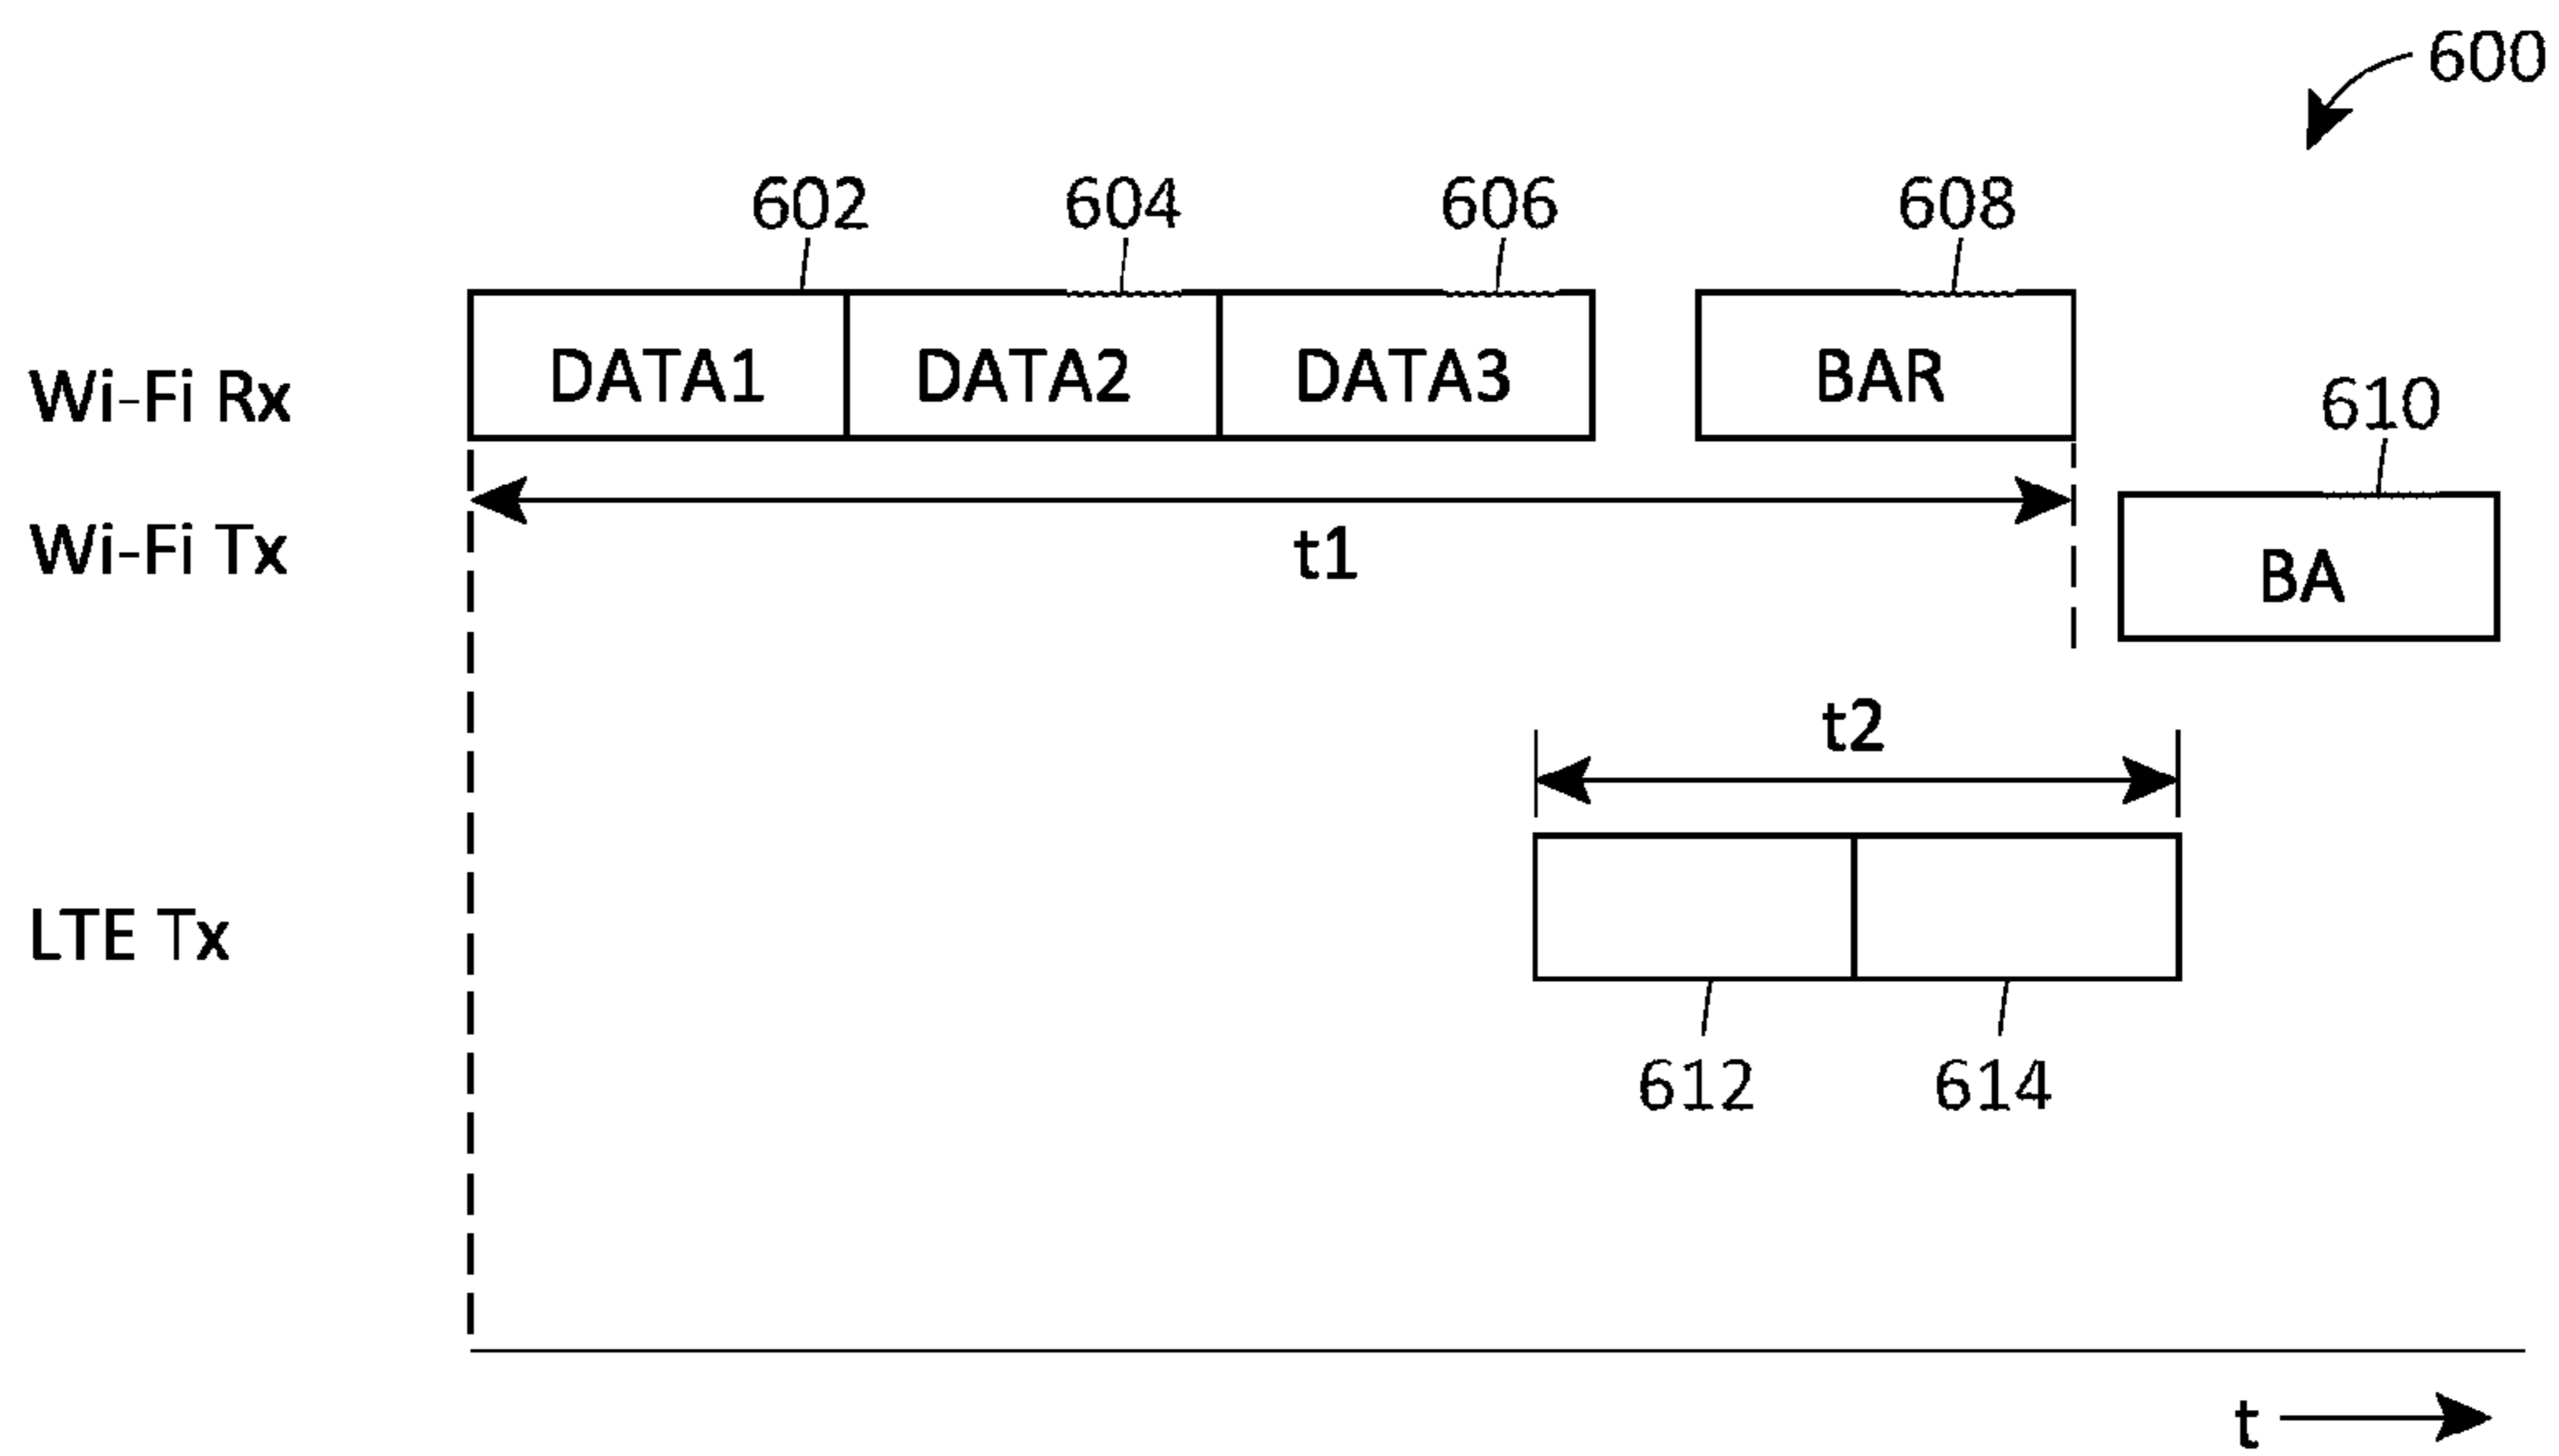 600
602 604 606 608
Wi-Fi Rx DATA1 DATA2 DATA3 BAR
610
Wi-Fi Tx t1 BA
t2
LTE Tx
612 614
t